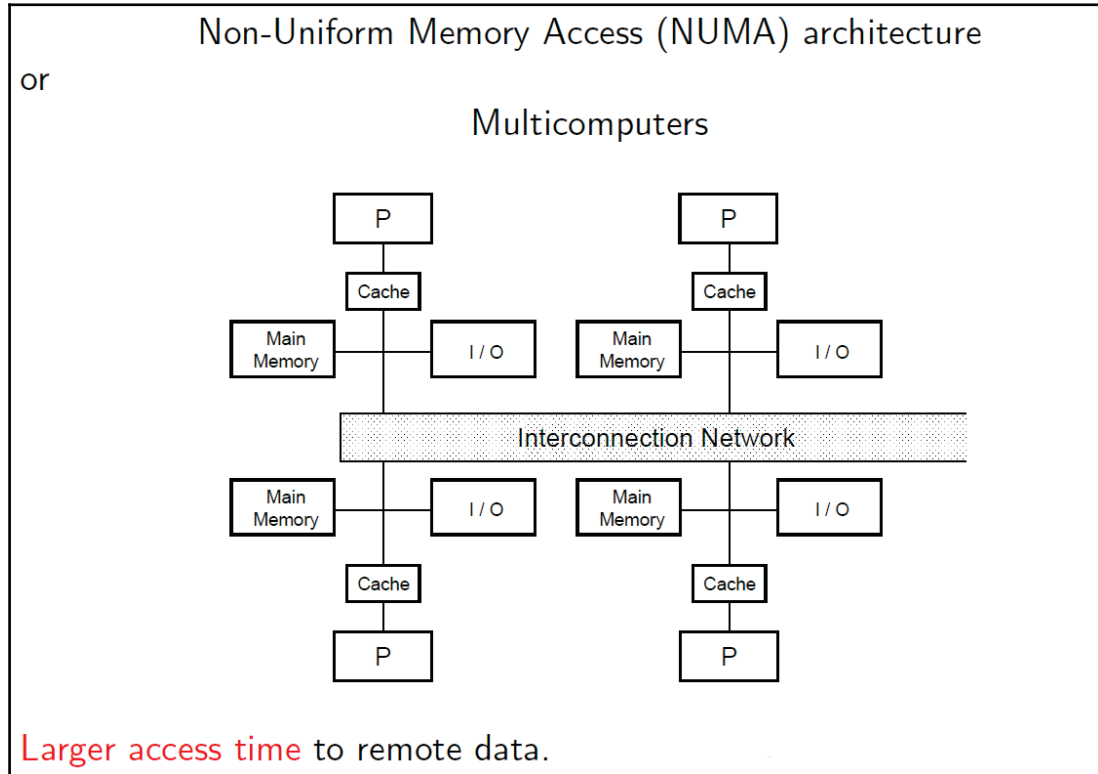 Non-Uniform Memory Access (NUMA) architecture
or
Multicomputers
P
P
Cache
Cache
Main
Memory
I / O
Main
Memory
I / O
Interconnection Network
Main
Memory
I / O
Main
Memory
I / O
Cache
Cache
P
P
Larger access time to remote data.